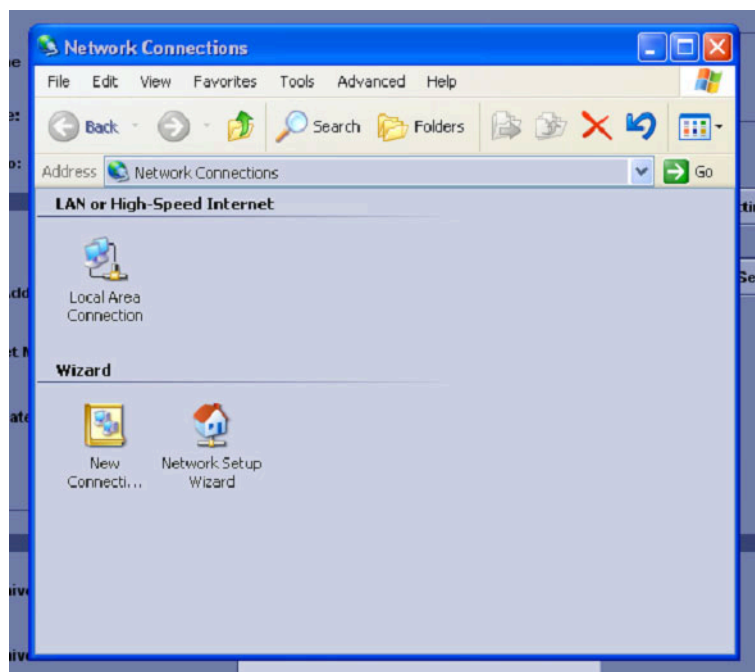 Network Connections
File Edit View Favorites Tools Advanced Help
Back Search Folders
Address Network Connections Go
LAN or High-Speed Internet
Local Area
Connection
Wizard
New
Connecti...
Network Setup
Wizard